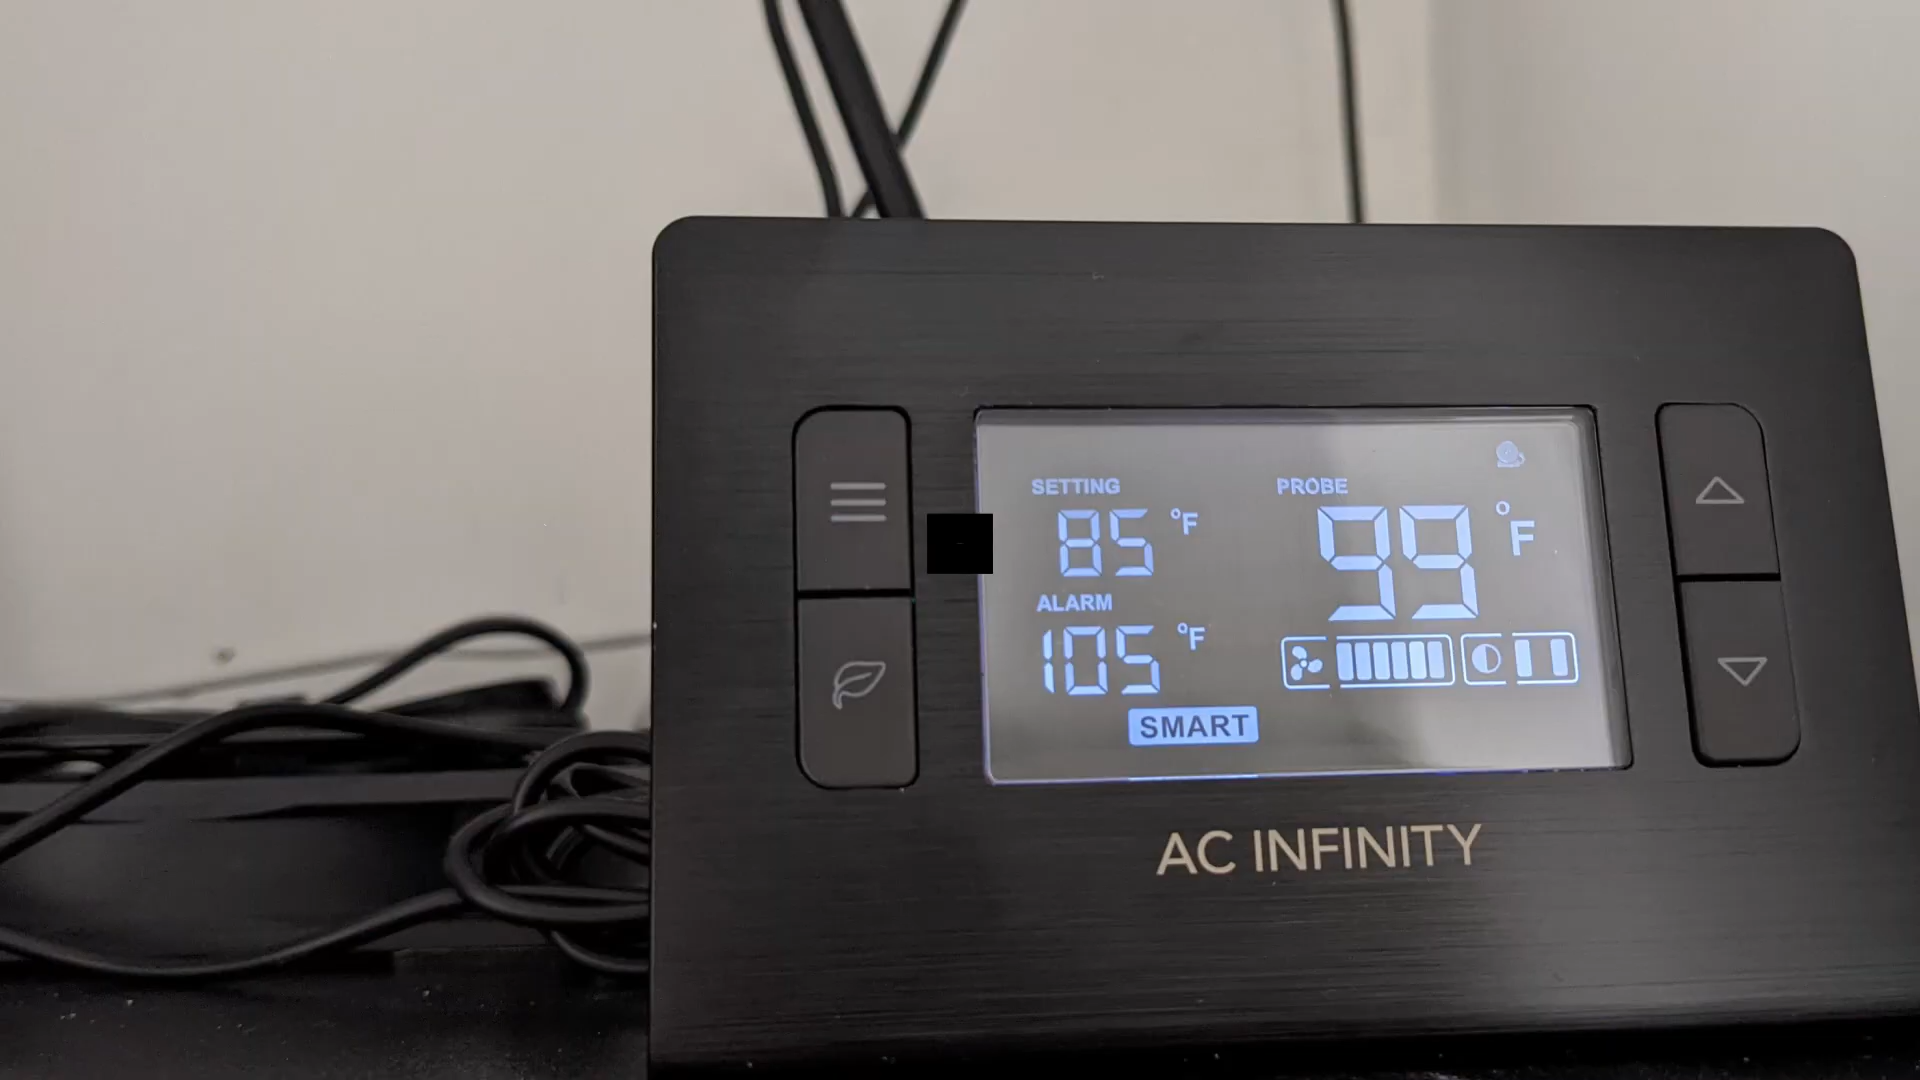 SETTING
85 °F
PROBE
99 °F
ALARM
105 °F
SMART
AC INFINITY